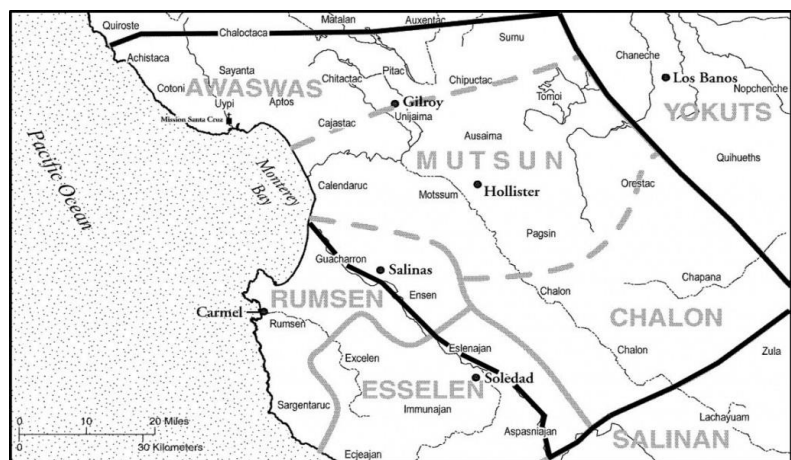 Quiroste
Chaloctaca
Matalan
Auxentac
Sumu
Achistaca
Sayanta
Cotoni
AWASWAS
Uypi
Aptos
Mission Santa Cruz
Chitactac
Pitac
Chipuctac
Gilroy
Unijaima
Cajastac
Tomoi
Chaneche
Los Banos
Nopchenche
YOKUTS
Quihueths
Ausaima
MUTSUN
Orestac
Pacific Ocean
Monterey
Bay
Calendaruc
Motssum
Hollister
Pagsin
Guacharron
Salinas
Ensen
RUMSEN
Carmel
Rumsen
Chalon
Chapana
CHALON
Chalon
Zula
Excelen
Eslenajan
ESSELEN
Soledad
Sargentaruc
Immunajan
Aspasniajan
Lachayuam
SALINAN
Ecjeajan
0 10 20 Miles
0 30 Kilometers